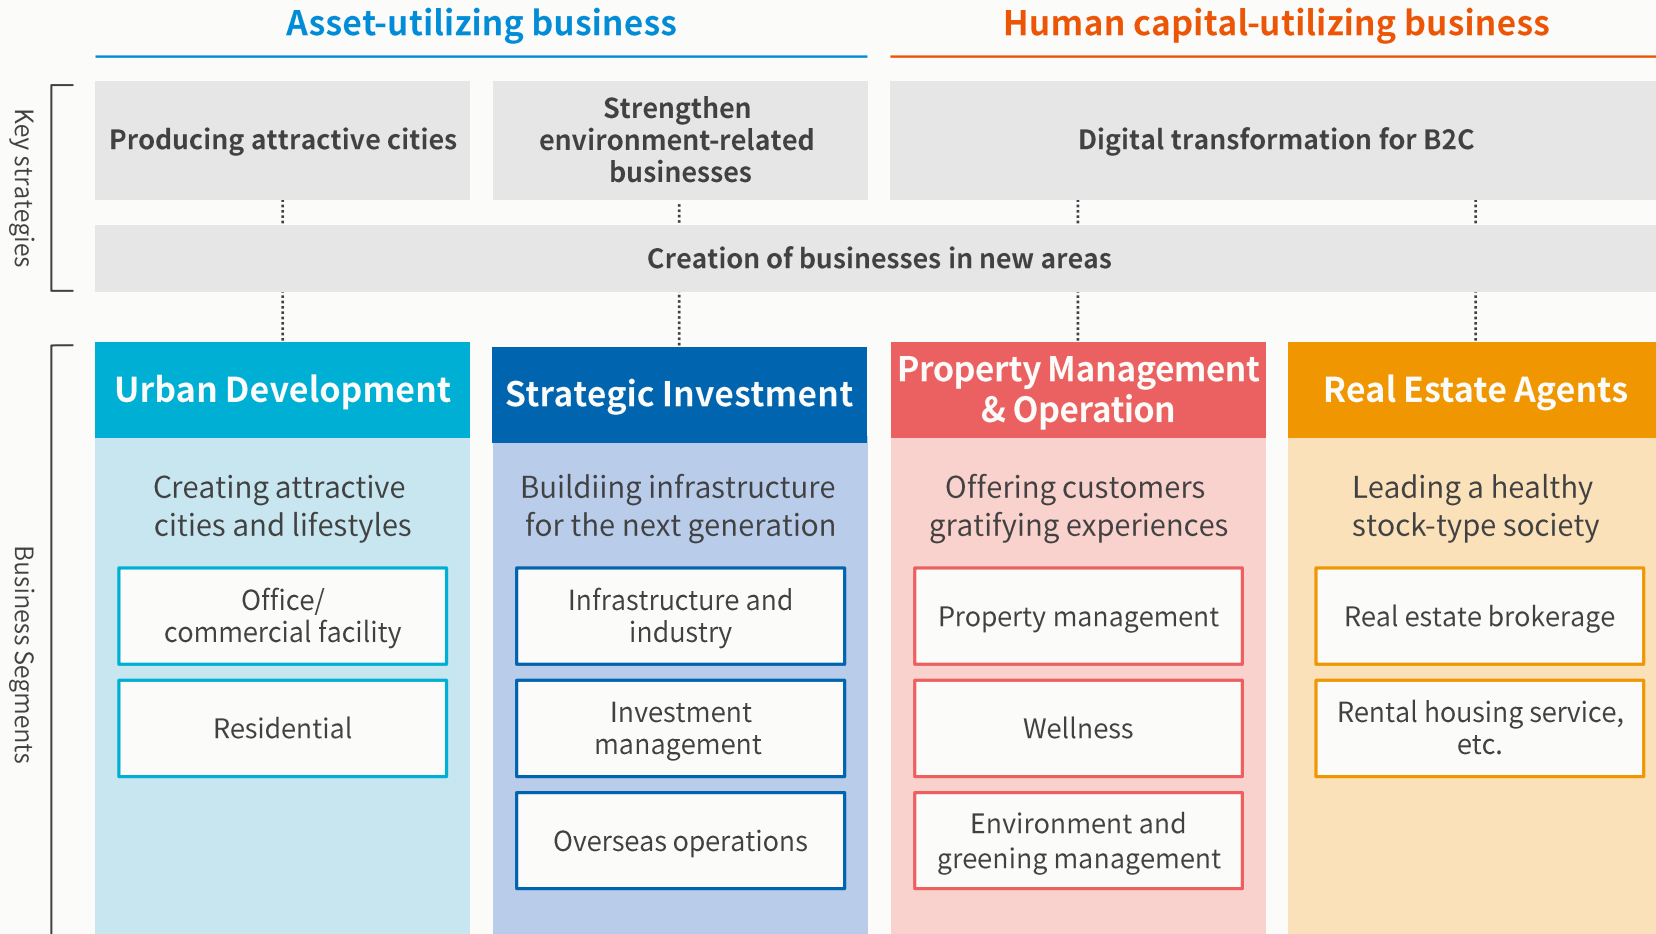 Asset-utilizing business
Human capital-utilizing business
Key strategies
Producing attractive cities
Strengthen
environment-related
businesses
Digital transformation for B2C
Creation of businesses in new areas
Business Segments
Urban Development
Creating attractive
cities and lifestyles
Office/
commercial facility
Residential
Strategic Investment
Buildiing infrastructure
for the next generation
Infrastructure and
industry
Investment
management
Overseas operations
Property Management
& Operation
Offering customers
gratifying experiences
Property management
Wellness
Environment and
greening management
Real Estate Agents
Leading a healthy
stock-type society
Real estate brokerage
Rental housing service,
etc.